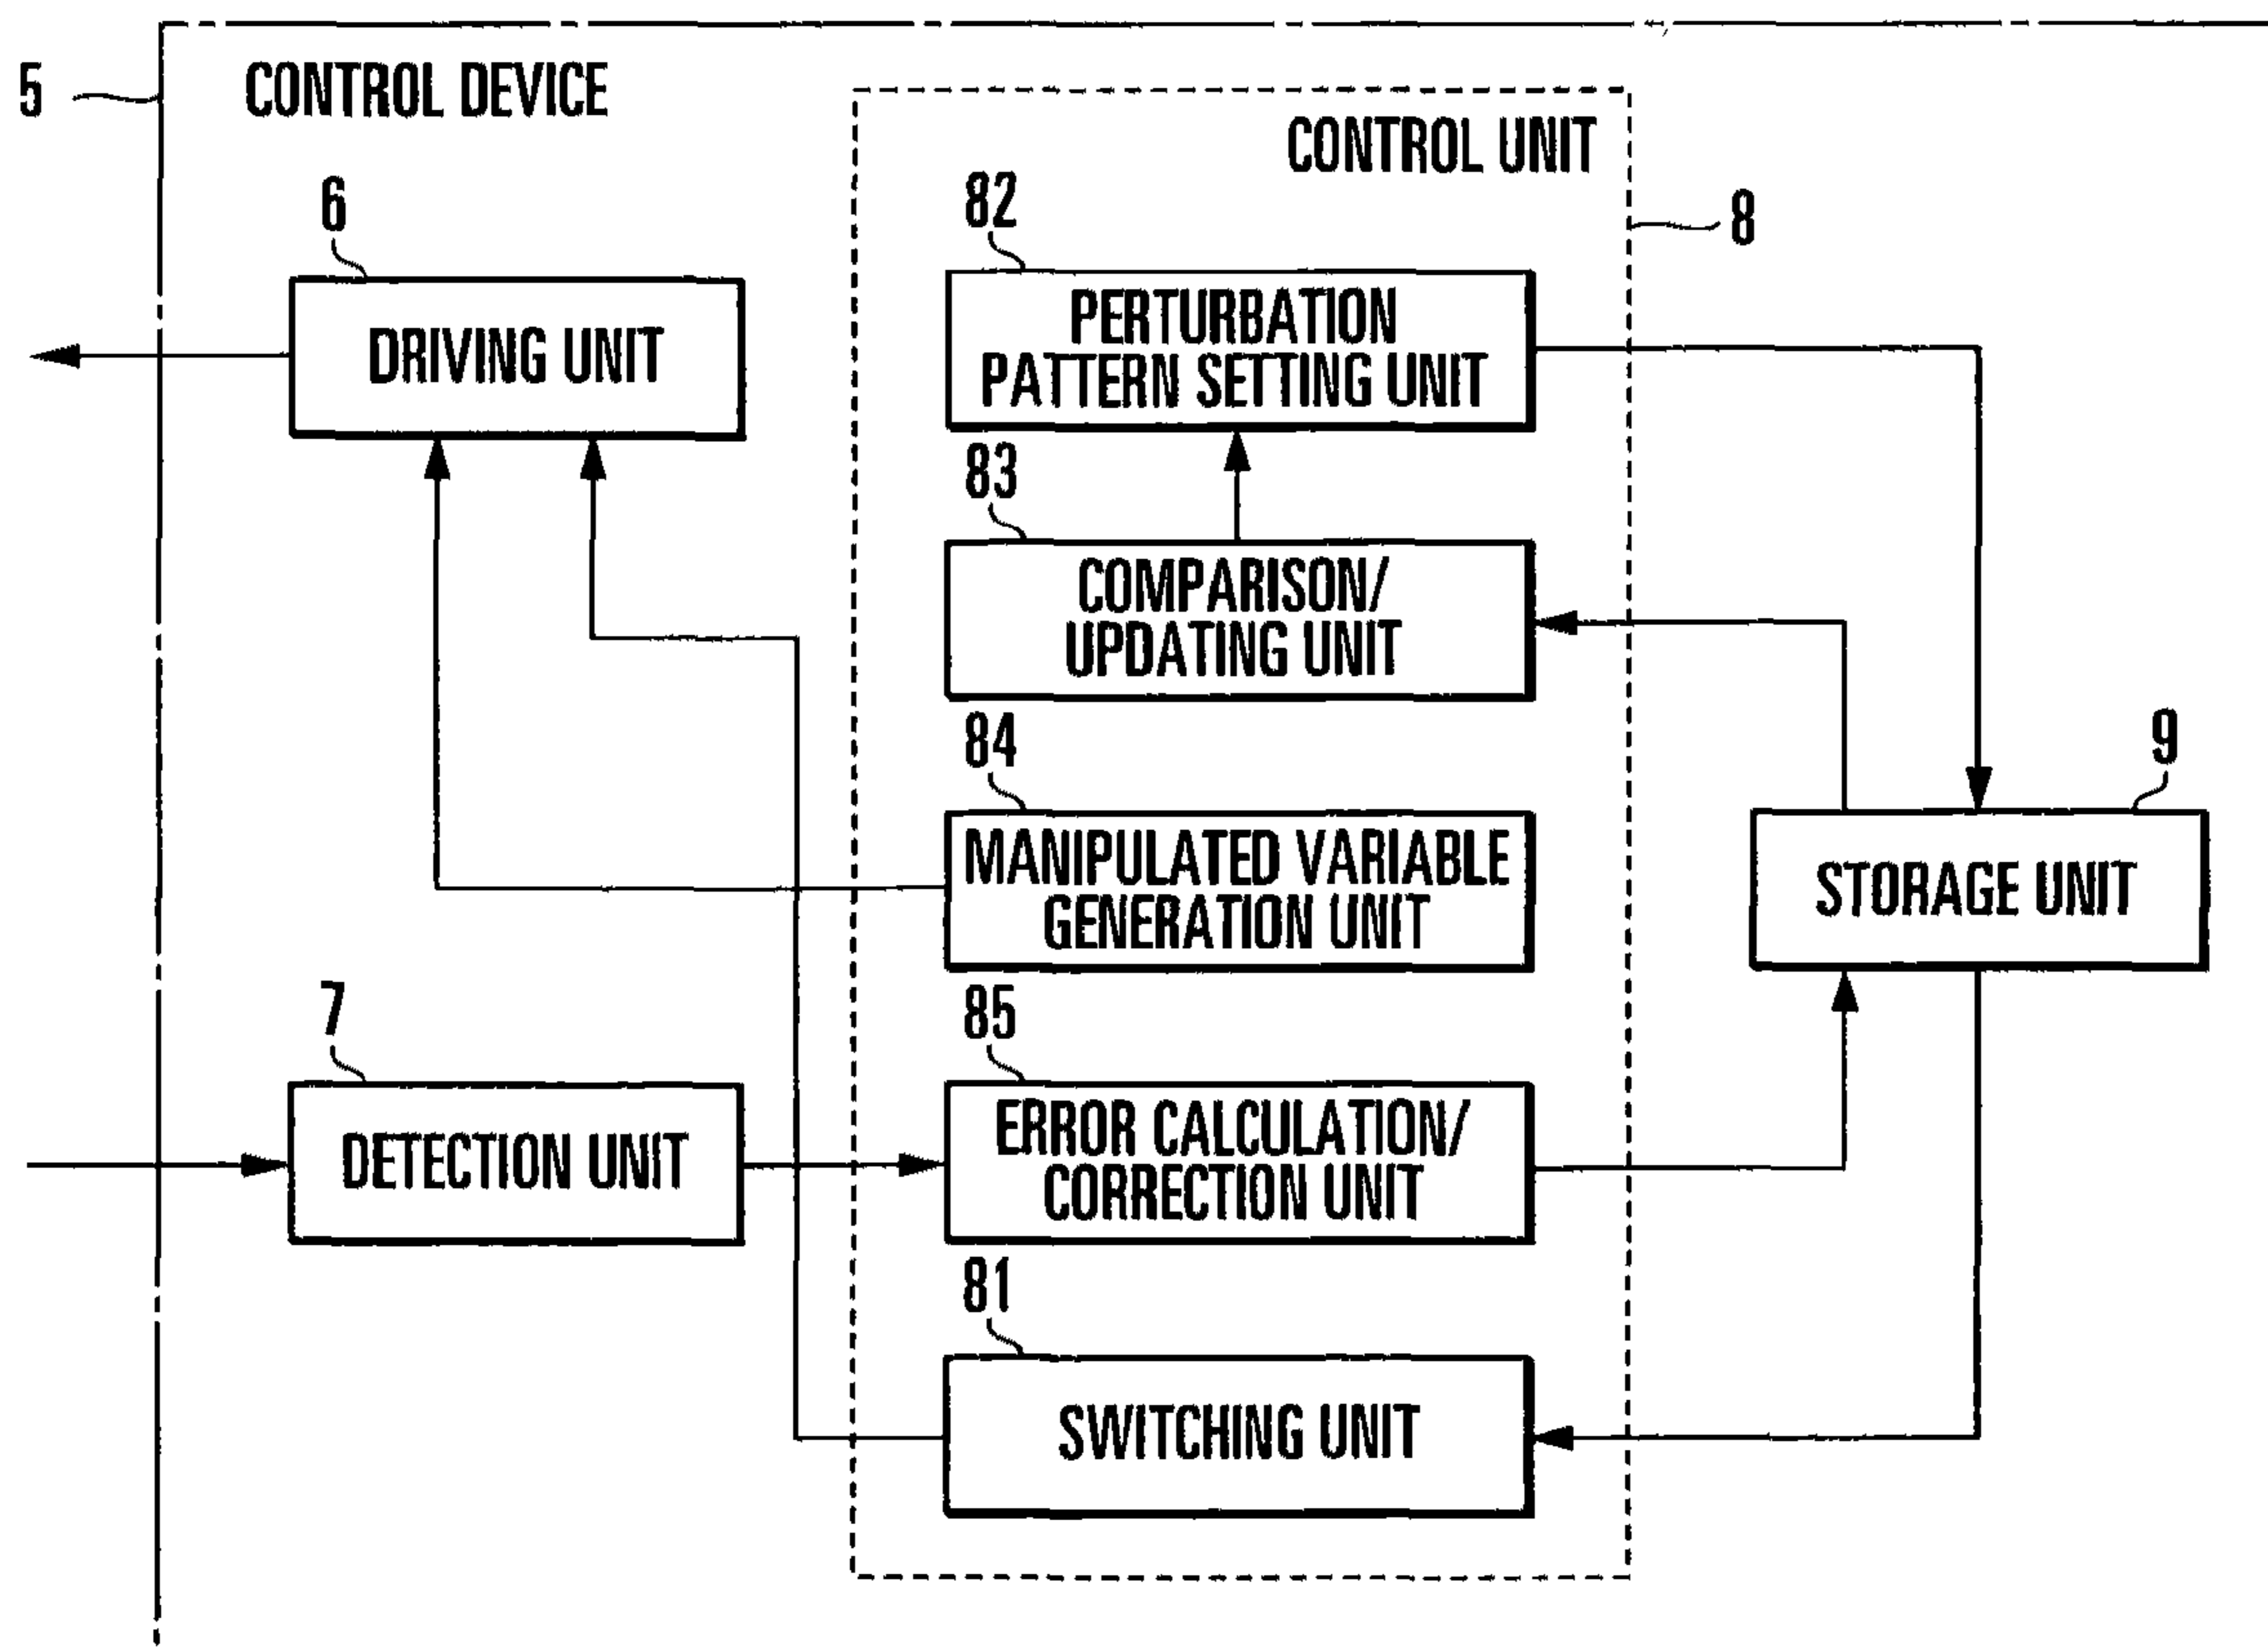 5
CONTROL DEVICE
CONTROL UNIT
8
6
DRIVING UNIT
82
PERTURBATION
PATTERN SETTING UNIT
83
COMPARISON/
UPDATING UNIT
84
MANIPULATED VARIABLE
GENERATION UNIT
9
STORAGE UNIT
7
DETECTION UNIT
85
ERROR CALCULATION/
CORRECTION UNIT
81
SWITCHING UNIT